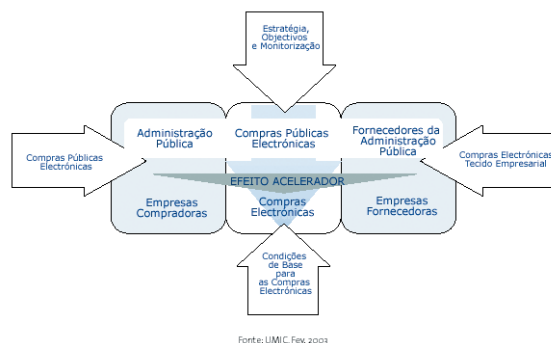 Estratégia,
Objectivos
e Monitorização
Administração
Pública
Compras Públicas
Electrónicas
Fornecedores da
Administração
Pública
Compras Públicas
Electrónicas
Compras Electrónicas
Tecido Empresarial
EFEITO ACELERADOR
Empresas
Compradoras
Compras
Electrónicas
Empresas
Fornecedoras
Condições
de Base
para
as Compras
Electrónicas
Fonte: UMIC, Fev. 2003